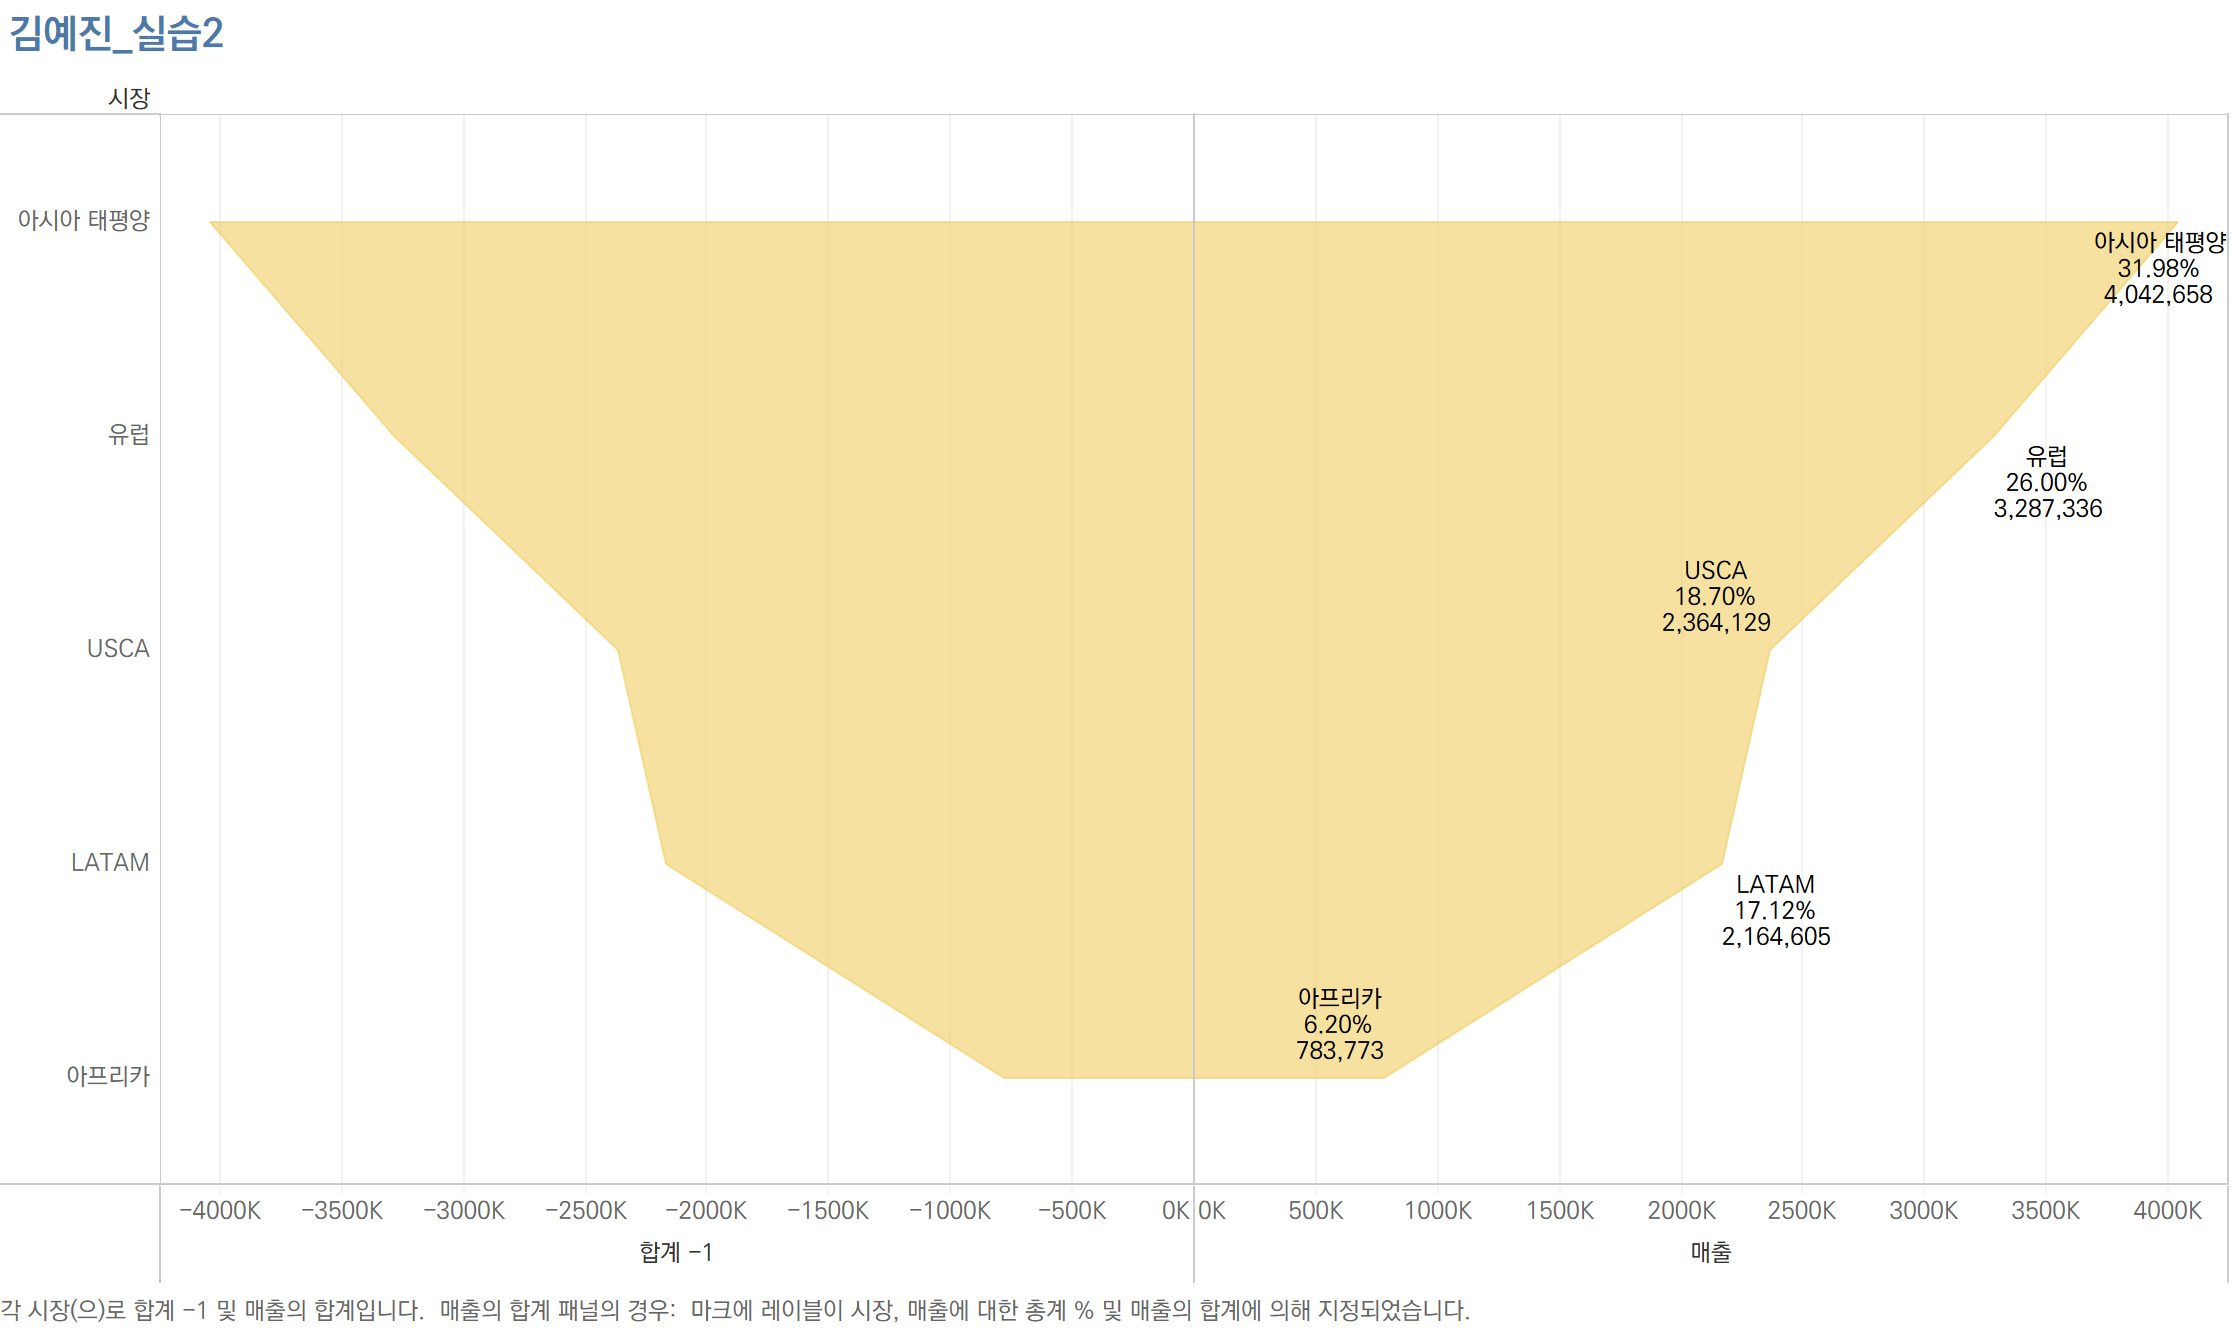 김예진_실습2
시장
아시아 태평양
아시아 태평양
31.98%
4,042,658
유럽
유럽
26.00%
3,287,336
USCA
18.70%
2,364,129
USCA
LATAM
LATAM
17.12%
2,164,605
아프리카
6.20%
783,773
아프리카
-4000K -3500K -3000K -2500K -2000K -1500K -1000K -500K 0K 0K 500K 1000K 1500K 2000K 2500K 3000K 3500K 4000K
합계 -1 매출
각 시장(으)로 합계 -1 및 매출의 합계입니다. 매출의 합계 패널의 경우: 마크에 레이블이 시장, 매출에 대한 총계 % 및 매출의 합계에 의해 지정되었습니다.